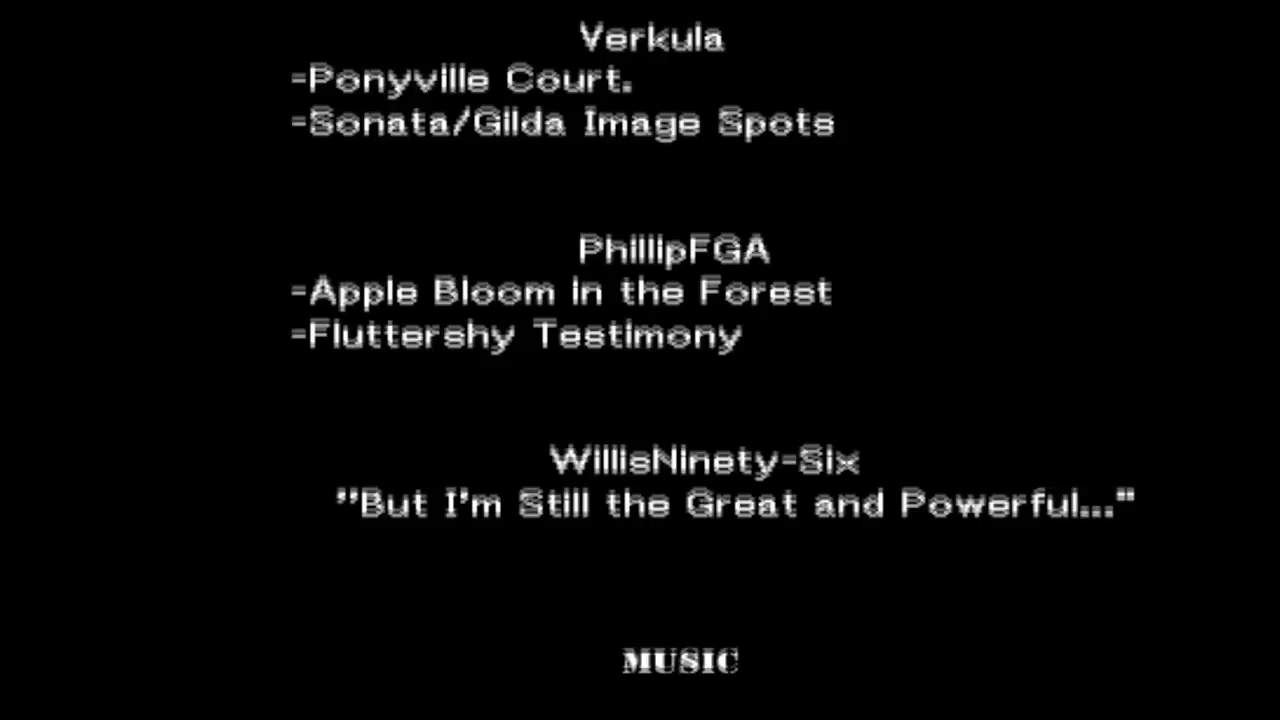 Verkula
-Ponyville Court.
-Sonata/Gilda Image Spots
PhillipFGA
-Apple Bloom in the Forest
-Fluttershy Testimony
WillisNinety-Six
"But I'm Still the Great and Powerful..."
MUSIC